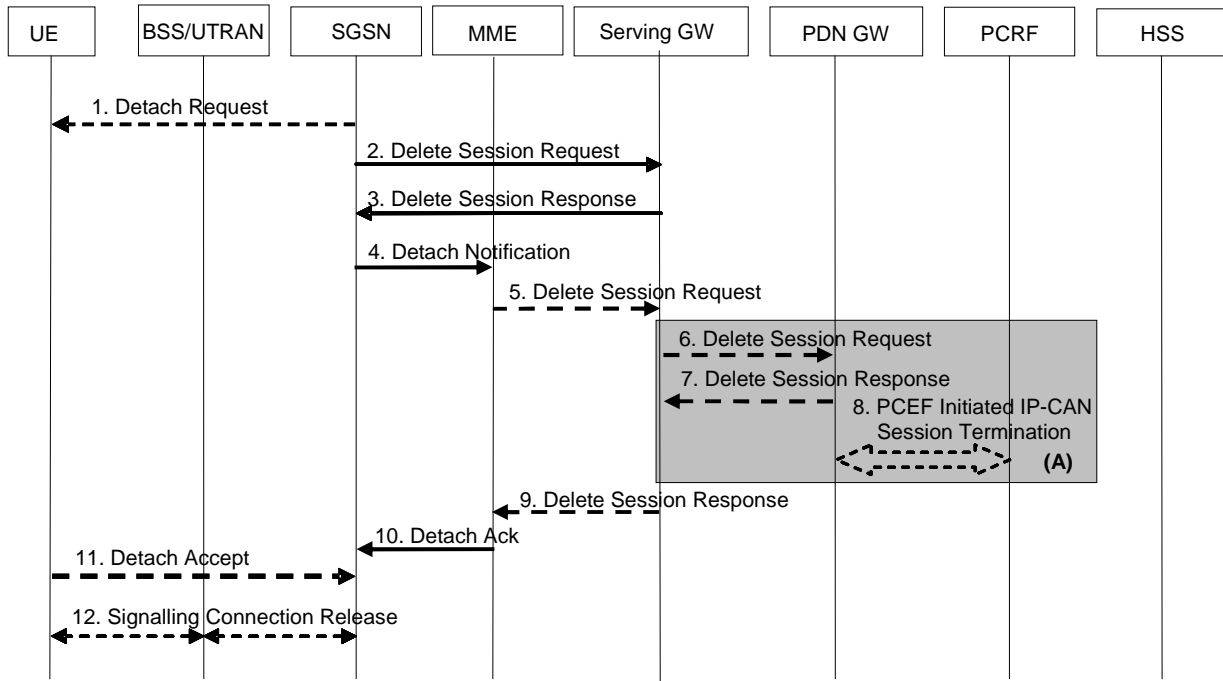 UE
BSS/UTRAN
SGSN
MME
Serving GW
PDN GW
PCRF
HSS
1. Detach Request
2. Delete Session Request
3. Delete Session Response
4. Detach Notification
5. Delete Session Request
6. Delete Session Request
7. Delete Session Response
8. PCEF Initiated IP-CAN
Session Termination
(A)
9. Delete Session Response
10. Detach Ack
11. Detach Accept
12. Signalling Connection Release